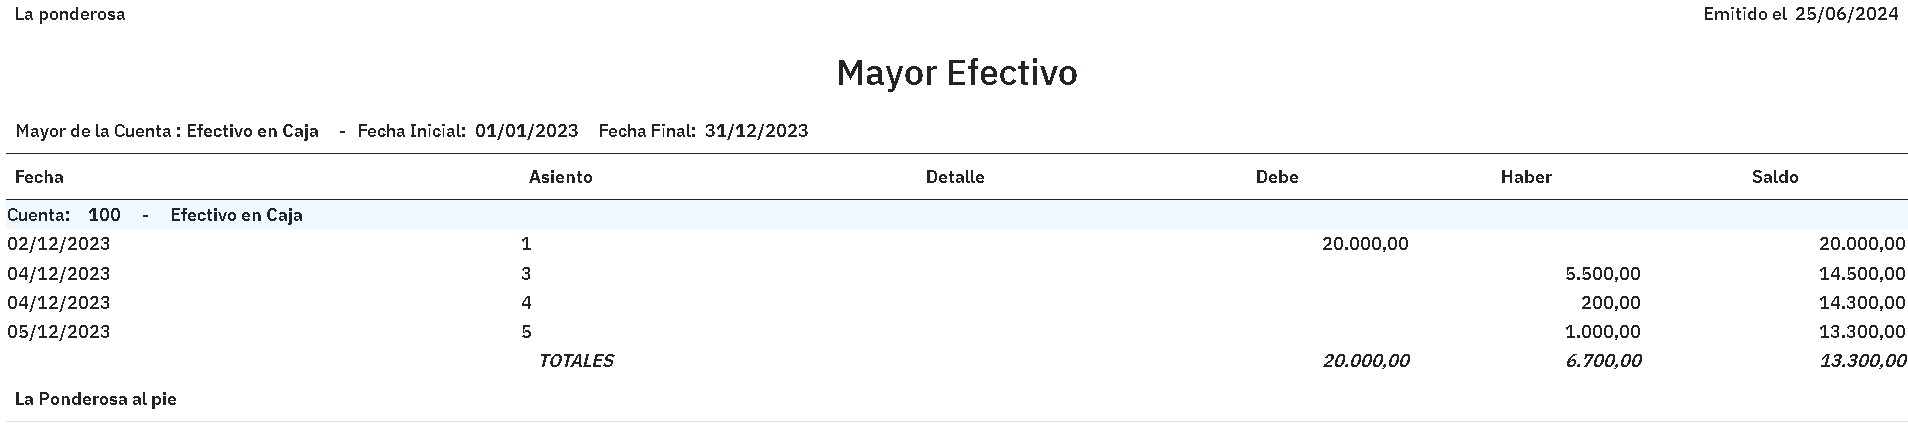 La ponderosa Emitido el 25/06/2024
Mayor Efectivo
Mayor de la Cuenta : Efectivo en Caja - Fecha Inicial: 01/01/2023 Fecha Final: 31/12/2023
Fecha Asiento Detalle Debe Haber Saldo
Cuenta: 100 - Efectivo en Caja
02/12/2023 1 20.000,00 20.000,00
04/12/2023 3 5.500,00 14.500,00
04/12/2023 4 200,00 14.300,00
05/12/2023 5 1.000,00 13.300,00
TOTALES 20.000,00 6.700,00 13.300,00
La Ponderosa al pie